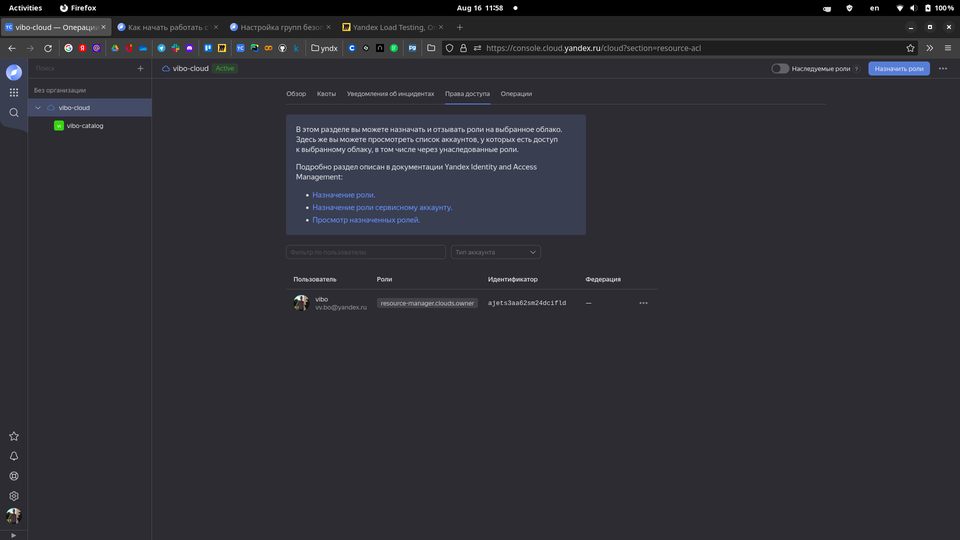 Activities
Firefox
Aug 16 11:58
en
100 %
vibo-cloud — Операци
Как начать работать с
Настройка групп безоп
Yandex Load Testing, О
yndx
https://console.cloud.yandex.ru/cloud?section=resource-acl
Поиск
vibo-cloud
Active
Наследуемые роли
Назначить роли
Без организации
vibo-cloud
vibo-catalog
Обзор
Квоты
Уведомления об инцидентах
Права доступа
Операции
В этом разделе вы можете назначать и отзывать роли на выбранное облако.
Здесь же вы можете просмотреть список аккаунтов, у которых есть доступ
к выбранному облаку, в том числе через унаследованные роли.
Подробно раздел описан в документации Yandex Identity and Access
Management:
Назначение роли.
Назначение роли сервисному аккаунту.
Просмотр назначенных ролей.
Фильтр по пользователю
Тип аккаунта
Пользователь
Роли
Идентификатор
Федерация
vibo
vv.bo@yandex.ru
resource-manager.clouds.owner
ajets3aa62sm24dcifld
—